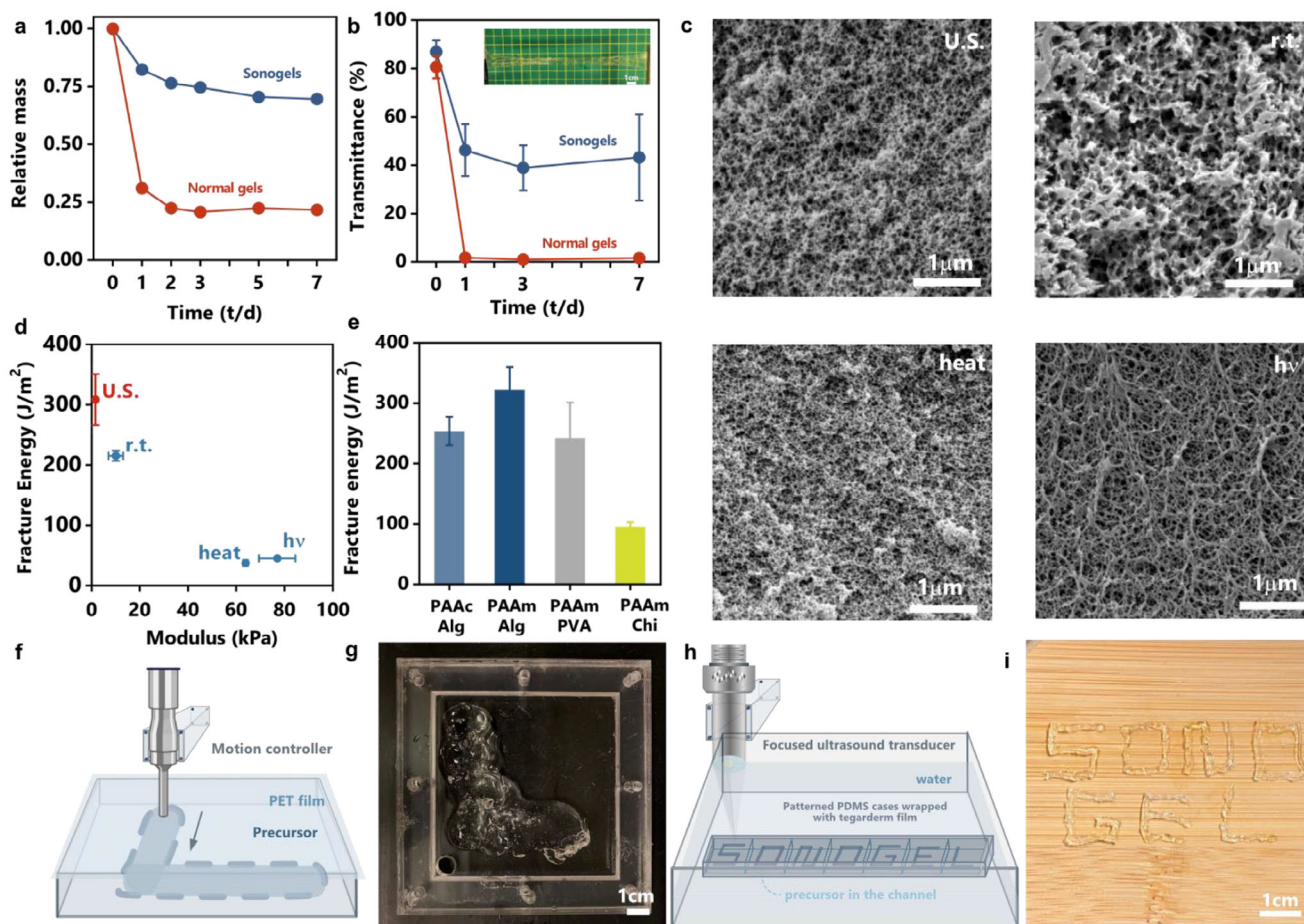 a
1.00
0.75
0.50
0.25
0.00
Relative mass
Sonogels
Normal gels
0 1 2 3 5 7
Time (t/d)
b
100
80
60
40
20
0
Transmittance (%)
1cm
Sonogels
Normal gels
0 1 3 7
Time (t/d)
c
U.S.
1μm
r.t.
1μm
heat
1μm
hν
1μm
d
400
300
200
100
0
Fracture Energy (J/m²)
U.S.
r.t.
heat
hν
0 20 40 60 80 100
Modulus (kPa)
e
400
300
200
100
0
Fracture energy (J/m²)
PAAc PAAm PAAm PAAm
Alg Alg PVA Chi
f
Motion controller
PET film
Precursor
g
1cm
h
Focused ultrasound transducer
water
Patterned PDMS cases wrapped
with tegarderm film
SONOGEL
precursor in the channel
i
SONO
GEL
1cm